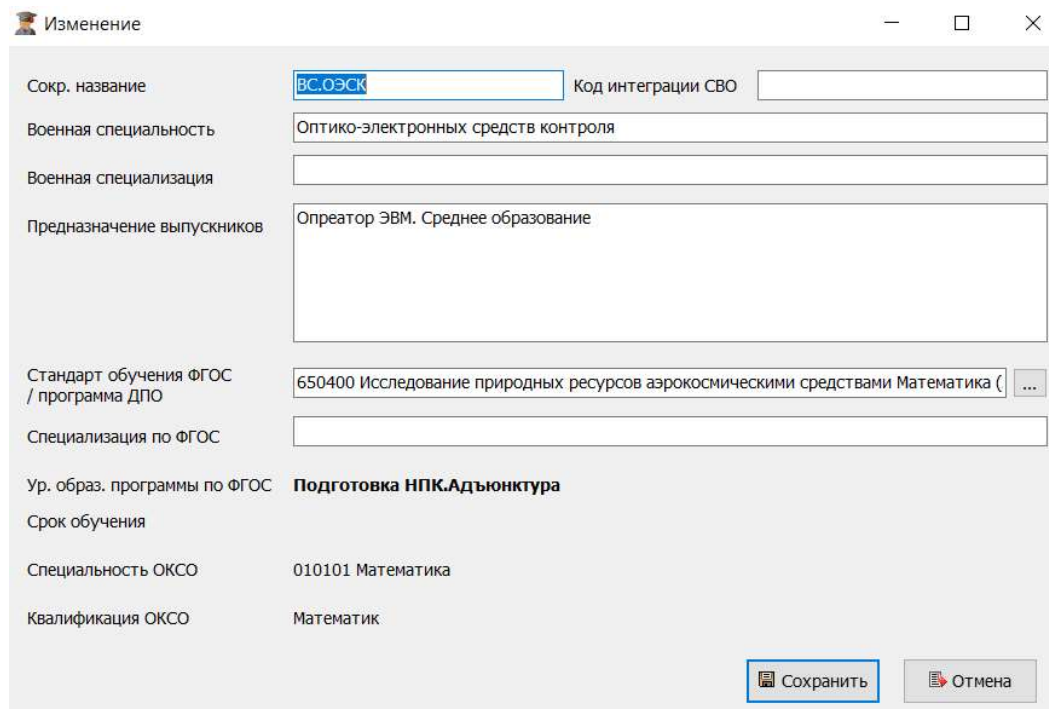 Изменение
Сокр. название ВС.ОЭСК Код интеграции СВО
Военная специальность Оптико-электронных средств контроля
Военная специализация
Предназначение выпускников Опреатор ЭВМ. Среднее образование
Стандарт обучения ФГОС
/ программа ДПО 650400 Исследование природных ресурсов аэрокосмическими средствами Математика ( ...
Специализация по ФГОС
Ур. образ. программы по ФГОС Подготовка НПК.Адъюнктура
Срок обучения
Специальность ОКСО 010101 Математика
Квалификация ОКСО Математик
Сохранить Отмена